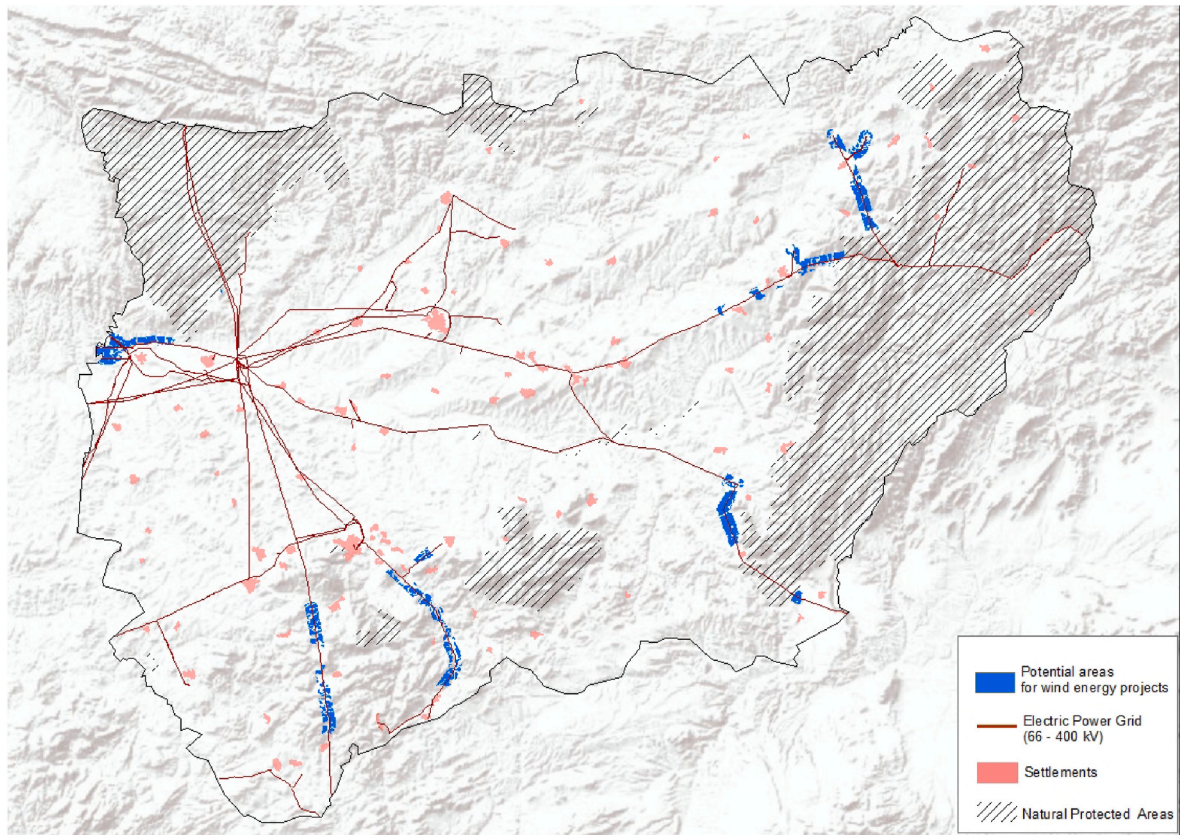 Potential areas
for wind energy projects
Electric Power Grid
(66 - 400 kV)
Settlements
Natural Protected Areas